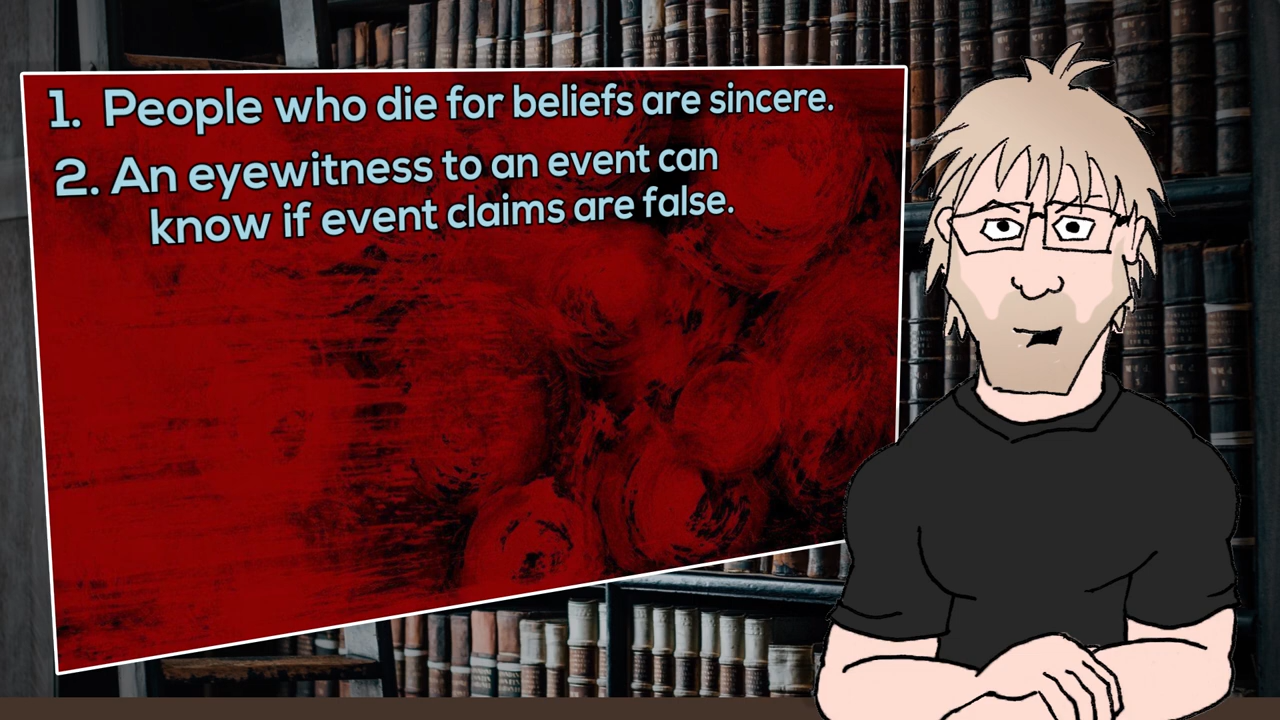 1. People who die for beliefs are sincere.
2. An eyewitness to an event can
know if event claims are false.